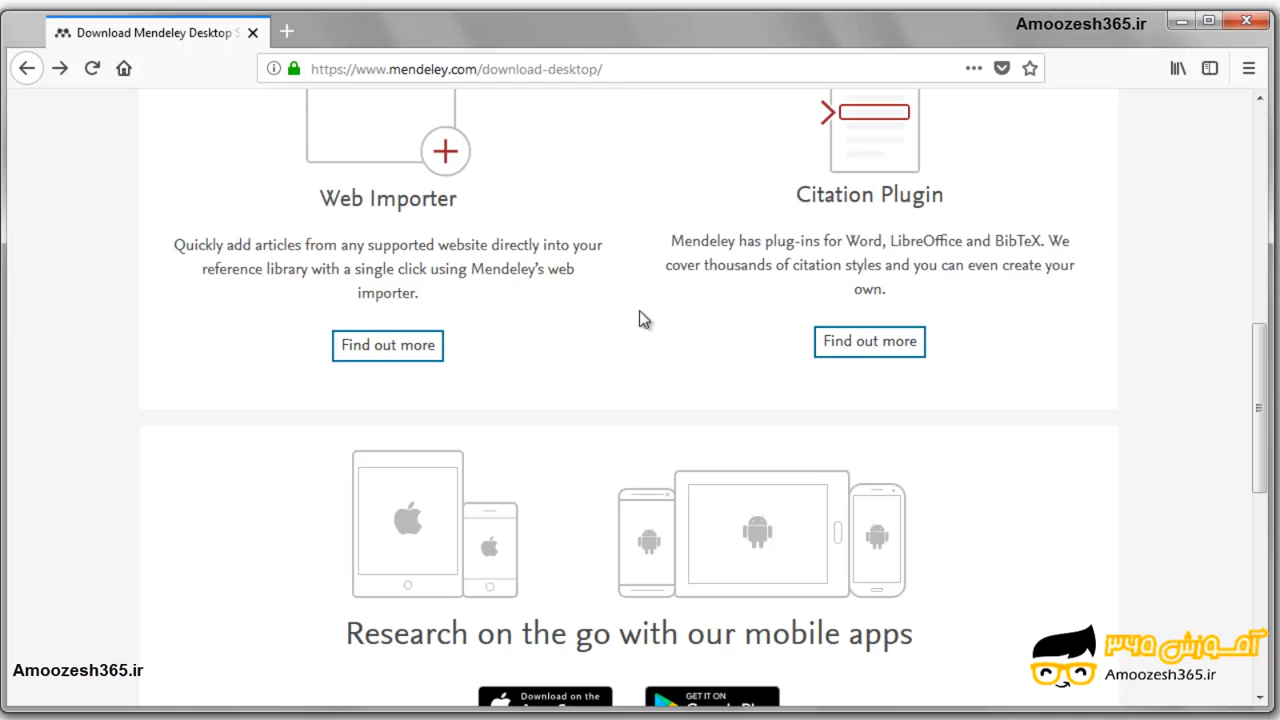 Download Mendeley Desktop S
Amoozesh365.ir
https://www.mendeley.com/download-desktop/
Web Importer
Quickly add articles from any supported website directly into your
reference library with a single click using Mendeley's web
importer.
Find out more
Citation Plugin
Mendeley has plug-ins for Word, LibreOffice and BibTeX. We
cover thousands of citation styles and you can even create your
own.
Find out more
Research on the go with our mobile apps
Download on the
GET IT ON
Amoozesh365.ir
آموزش ۳۶۵
Amoozesh365.ir